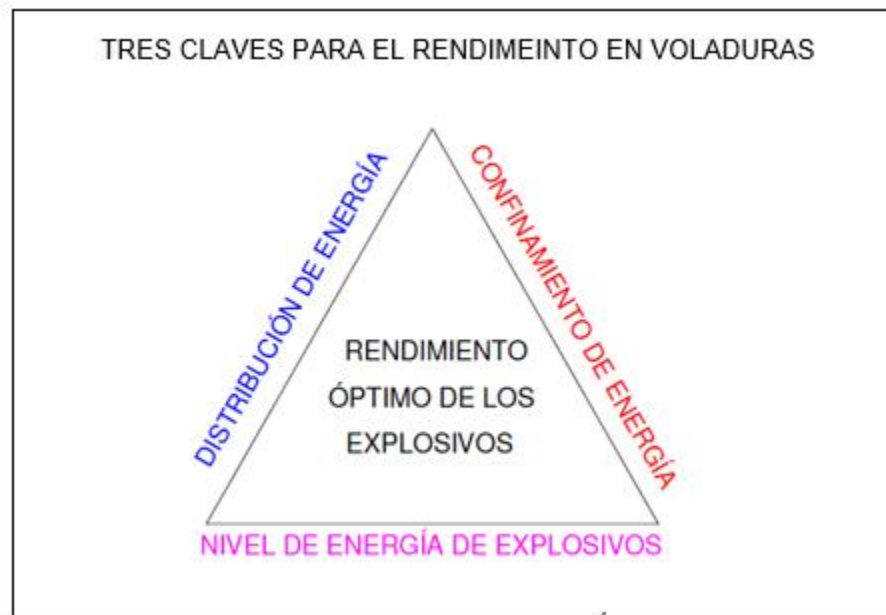 TRES CLAVES PARA EL RENDIMEINTO EN VOLADURAS
DISTRIBUCIÓN DE ENERGÍA
CONFINAMIENTO DE ENERGÍA
RENDIMIENTO
ÓPTIMO DE LOS
EXPLOSIVOS
NIVEL DE ENERGÍA DE EXPLOSIVOS